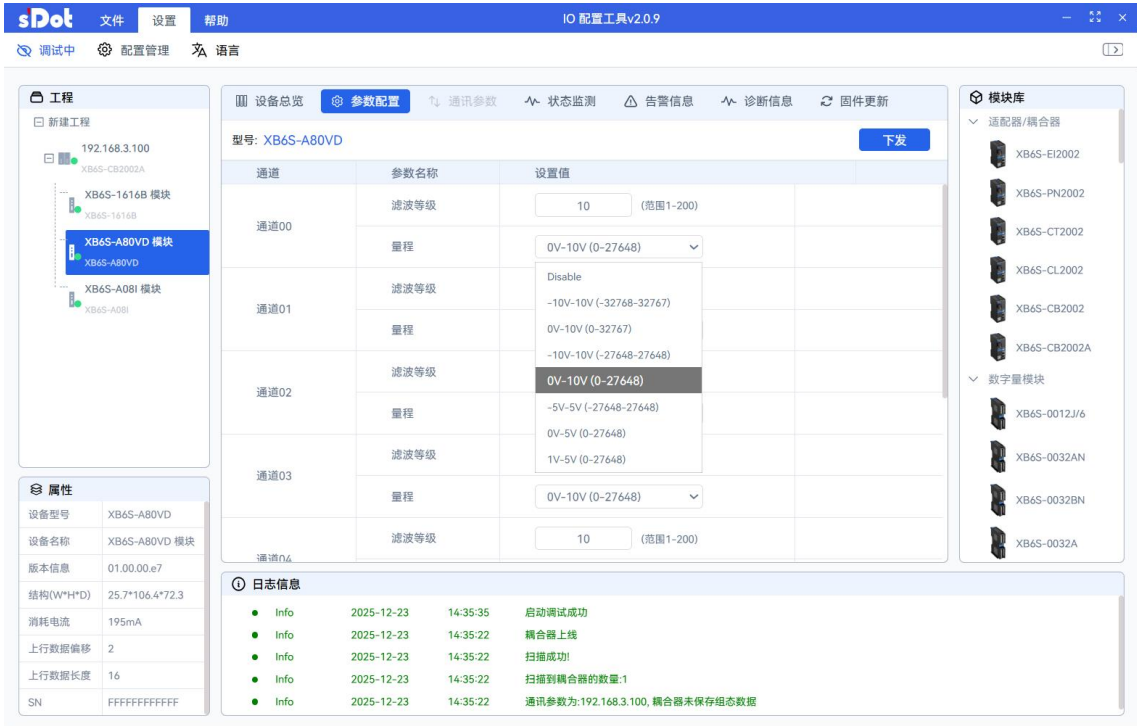 sDot 文件 设置 帮助 IO 配置工具v2.0.9
调试中 配置管理 语言
工程
新建工程
192.168.3.100
XB6S-CB2002A
XB6S-1616B 模块
XB6S-1616B
XB6S-A80VD 模块
XB6S-A80VD
XB6S-A08I 模块
XB6S-A08I
设备总览 参数配置 通讯参数 状态监测 告警信息 诊断信息 固件更新
型号: XB6S-A80VD 下发
通道 参数名称 设置值
通道00
滤波等级 10 (范围1-200)
量程 0V-10V (0-27648)
Disable
-10V-10V (-32768-32767)
0V-10V (0-32767)
-10V-10V (-27648-27648)
0V-10V (0-27648)
-5V-5V (-27648-27648)
0V-5V (0-27648)
1V-5V (0-27648)
通道01
滤波等级
量程
通道02
滤波等级
量程
通道03
滤波等级
量程 0V-10V (0-27648)
通道04
滤波等级 10 (范围1-200)
模块库
适配器/耦合器
XB6S-EI2002
XB6S-PN2002
XB6S-CT2002
XB6S-CL2002
XB6S-CB2002
XB6S-CB2002A
数字量模块
XB6S-0012J/6
XB6S-0032AN
XB6S-0032BN
XB6S-0032A
属性
设备型号 XB6S-A80VD
设备名称 XB6S-A80VD 模块
版本信息 01.00.00.e7
结构(W*H*D) 25.7*106.4*72.3
消耗电流 195mA
上行数据偏移 2
上行数据长度 16
SN FFFFFFFFFFFF
日志信息
Info 2025-12-23 14:35:35 启动调试成功
Info 2025-12-23 14:35:22 耦合器上线
Info 2025-12-23 14:35:22 扫描成功!
Info 2025-12-23 14:35:22 扫描到耦合器的数量:1
Info 2025-12-23 14:35:22 通讯参数为:192.168.3.100, 耦合器未保存组态数据